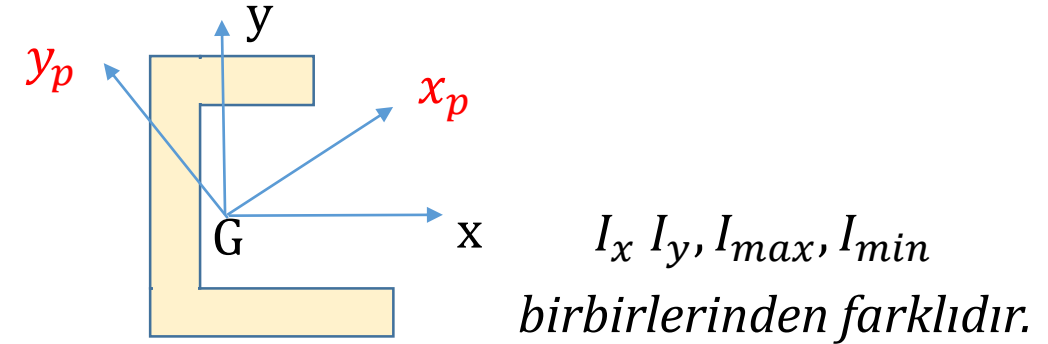 y
y_p
x_p
G
x
I_x I_y, I_max, I_min
birbirlerinden farklıdır.